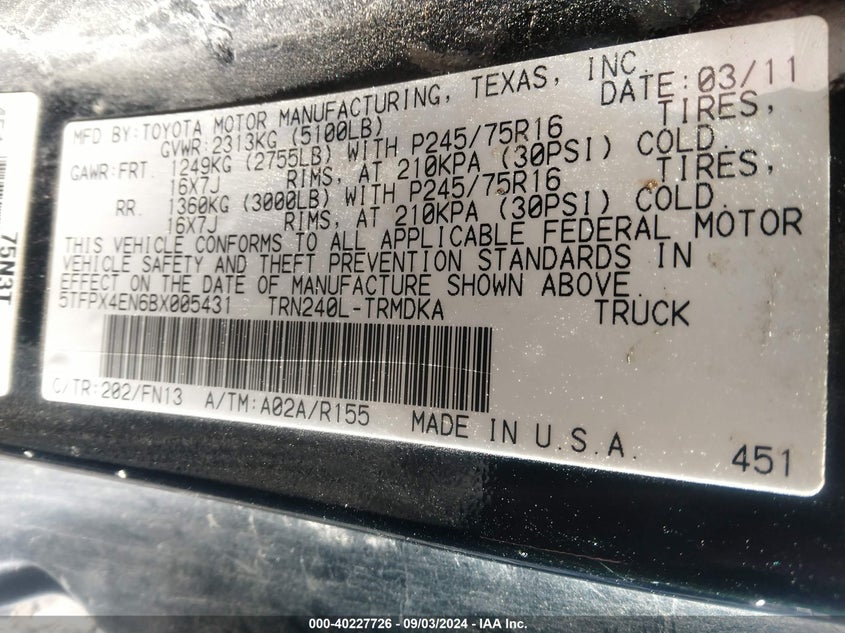 MFD BY:TOYOTA MOTOR MANUFACTURING, TEXAS, INC. DATE:03/11
GVWR:2313KG (5100LB)
GAWR:FRT. 1249KG (2755LB) WITH P245/75R16 TIRES,
16X7J RIMS, AT 210KPA (30PSI) COLD.
RR. 1360KG (3000LB) WITH P245/75R16 TIRES,
16X7J RIMS, AT 210KPA (30PSI) COLD.
THIS VEHICLE CONFORMS TO ALL APPLICABLE FEDERAL MOTOR
VEHICLE SAFETY AND THEFT PREVENTION STANDARDS IN
EFFECT ON THE DATE OF MANUFACTURE SHOWN ABOVE.
5TFPX4EN6BX005431 TRN240L-TRMDKA TRUCK
C/TR:202/FN13 A/TM:A02A/R155 MADE IN U.S.A.
451
75N3T
000-40227726 - 09/03/2024 - IAA Inc.